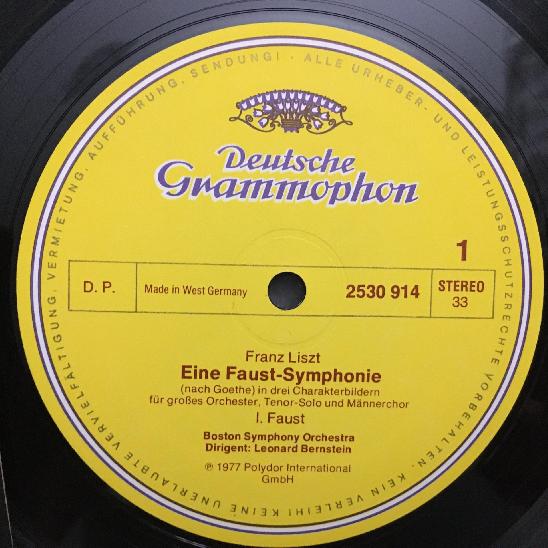 ALLE URHEBER- UND LEISTUNGSSCHUTZRECHTE VORBEHALTEN. KEIN VERLEIH! KEINE UNERLAUBTE VERVIELFÄLTIGUNG, VERMIETUNG, AUFFÜHRUNG, SENDUNG! ·
Deutsche
Grammophon
1
D. P.
Made in West Germany
2530 914
STEREO
33
Franz Liszt
Eine Faust-Symphonie
(nach Goethe) in drei Charakterbildern
für großes Orchester, Tenor-Solo und Männerchor
I. Faust
Boston Symphony Orchestra
Dirigent: Leonard Bernstein
℗ 1977 Polydor International
GmbH